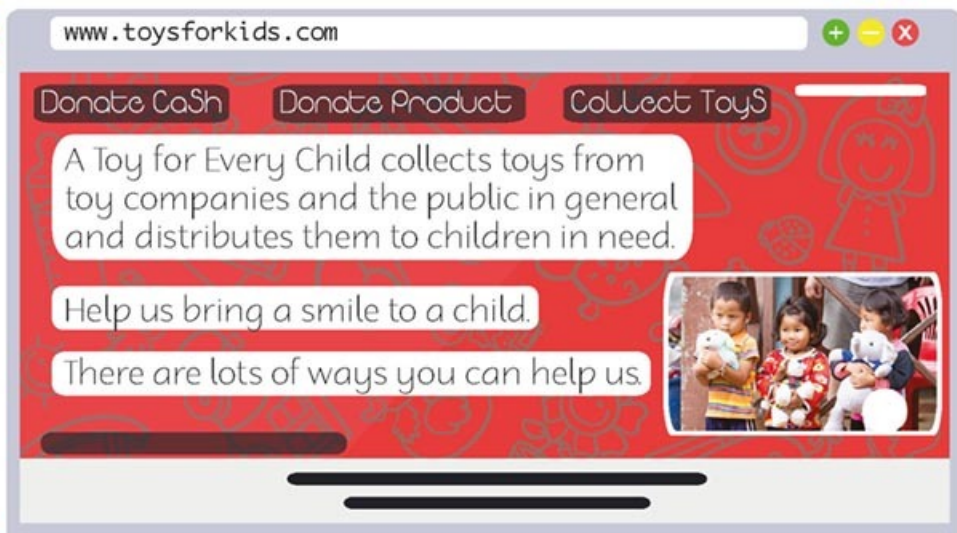 www.toysforkids.com
Donate CaSh Donate Product CoLLect ToyS
A Toy for Every Child collects toys from
toy companies and the public in general
and distributes them to children in need.
Help us bring a smile to a child.
There are lots of ways you can help us.